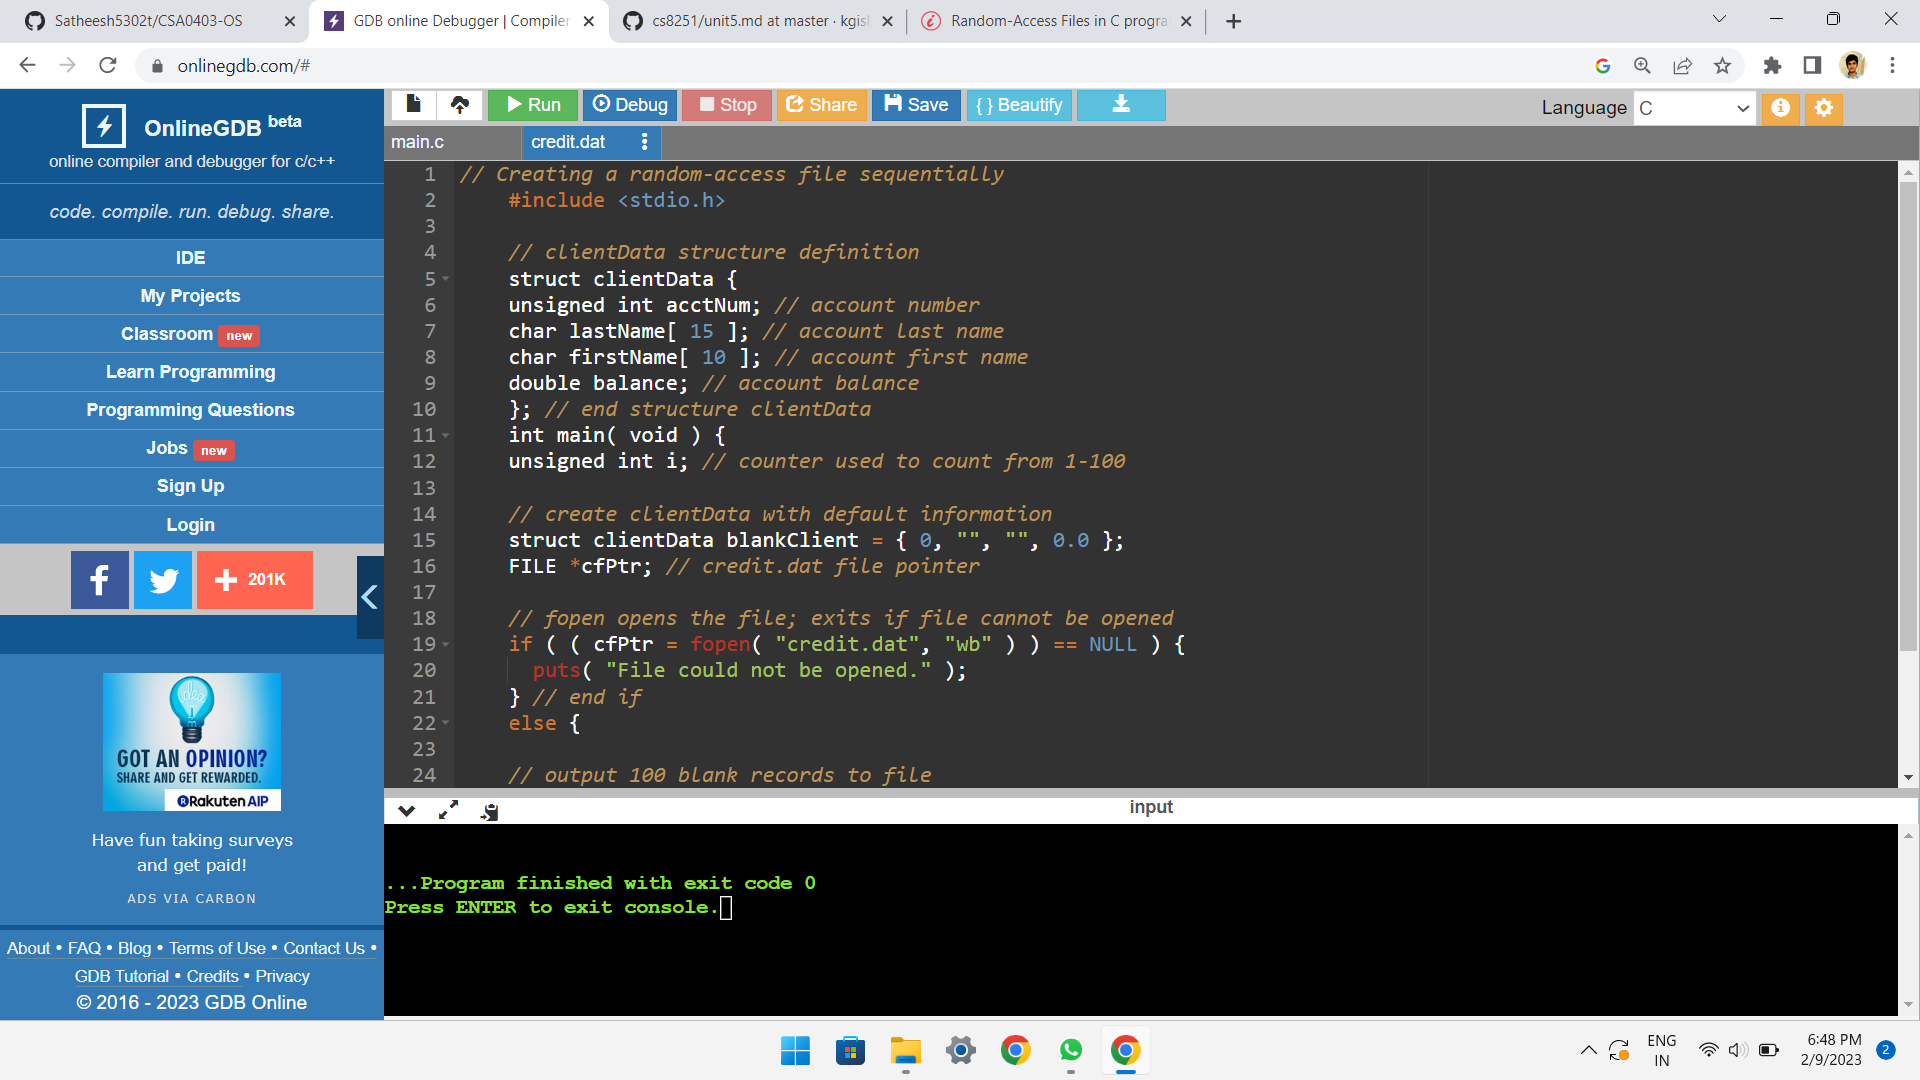 Satheesh5302t/CSA0403-OS
GDB online Debugger | Compiler
cs8251/unit5.md at master · kgisl
Random-Access Files in C progra
onlinegdb.com/#
OnlineGDB beta
online compiler and debugger for c/c++
code. compile. run. debug. share.
IDE
My Projects
Classroom new
Learn Programming
Programming Questions
Jobs new
Sign Up
Login
201K
GOT AN OPINION?
SHARE AND GET REWARDED.
Rakuten AIP
Have fun taking surveys
and get paid!
ADS VIA CARBON
About • FAQ • Blog • Terms of Use • Contact Us •
GDB Tutorial • Credits • Privacy
© 2016 - 2023 GDB Online
Run Debug Stop Share Save { } Beautify
Language C
main.c credit.dat
1 // Creating a random-access file sequentially
2 #include <stdio.h>
3
4 // clientData structure definition
5 struct clientData {
6 unsigned int acctNum; // account number
7 char lastName[ 15 ]; // account last name
8 char firstName[ 10 ]; // account first name
9 double balance; // account balance
10 }; // end structure clientData
11 int main( void ) {
12 unsigned int i; // counter used to count from 1-100
13
14 // create clientData with default information
15 struct clientData blankClient = { 0, "", "", 0.0 };
16 FILE *cfPtr; // credit.dat file pointer
17
18 // fopen opens the file; exits if file cannot be opened
19 if ( ( cfPtr = fopen( "credit.dat", "wb" ) ) == NULL ) {
20 puts( "File could not be opened." );
21 } // end if
22 else {
23
24 // output 100 blank records to file
input
...Program finished with exit code 0
Press ENTER to exit console.
ENG
IN
6:48 PM
2/9/2023
2